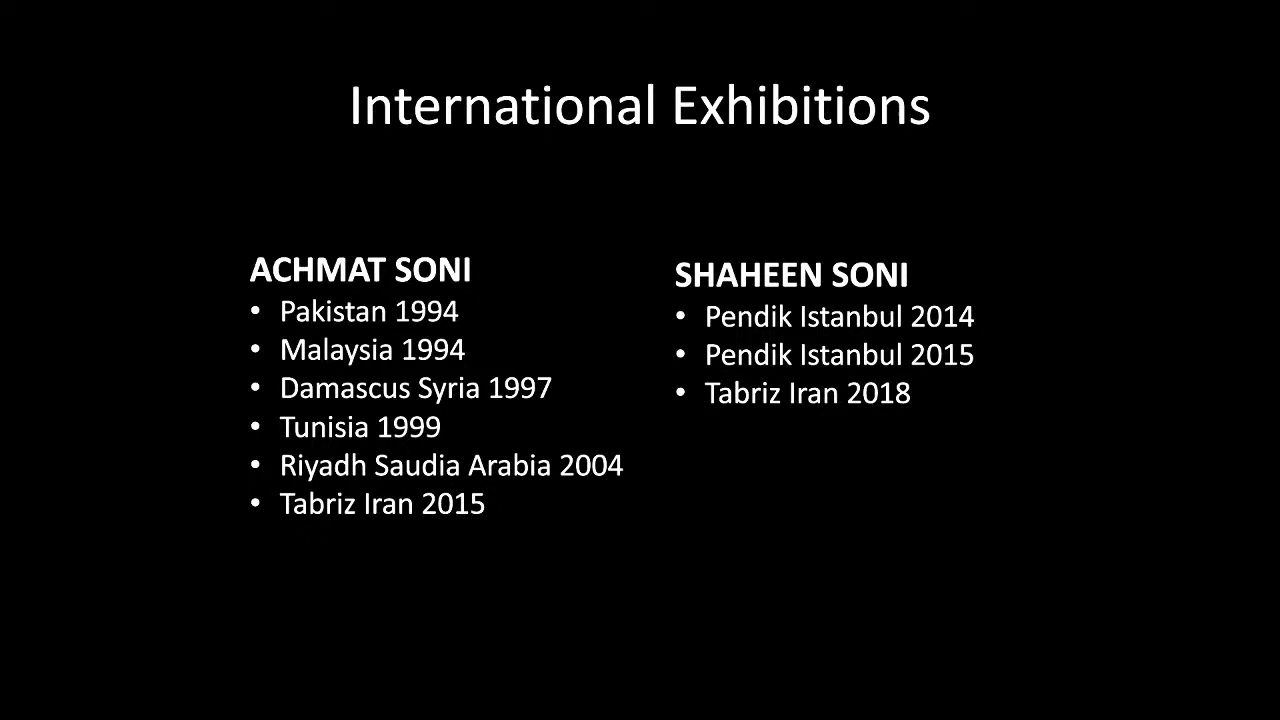 International Exhibitions
ACHMAT SONI
• Pakistan 1994
• Malaysia 1994
• Damascus Syria 1997
• Tunisia 1999
• Riyadh Saudia Arabia 2004
• Tabriz Iran 2015
SHAHEEN SONI
• Pendik Istanbul 2014
• Pendik Istanbul 2015
• Tabriz Iran 2018